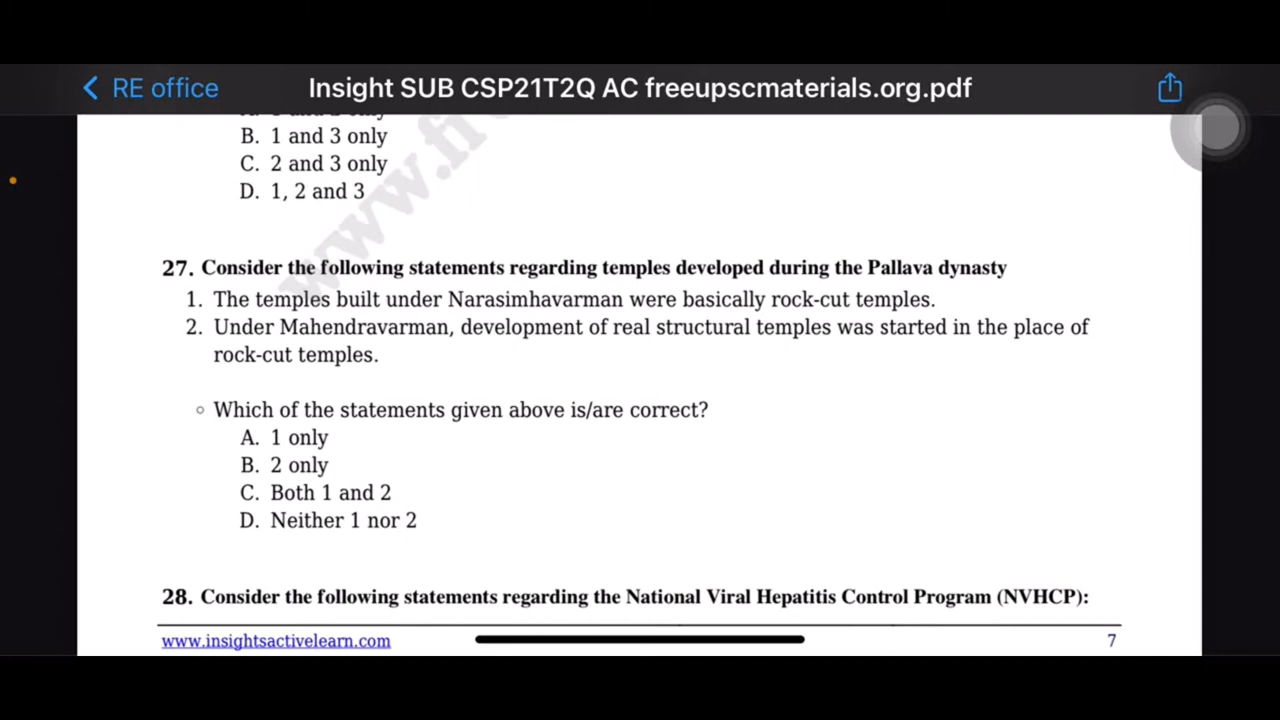 RE office
Insight SUB CSP21T2Q AC freeupscmaterials.org.pdf
B. 1 and 3 only
C. 2 and 3 only
D. 1, 2 and 3
27. Consider the following statements regarding temples developed during the Pallava dynasty
1. The temples built under Narasimhavarman were basically rock-cut temples.
2. Under Mahendravarman, development of real structural temples was started in the place of
rock-cut temples.
○ Which of the statements given above is/are correct?
A. 1 only
B. 2 only
C. Both 1 and 2
D. Neither 1 nor 2
28. Consider the following statements regarding the National Viral Hepatitis Control Program (NVHCP):
www.insightsactivelearn.com
7